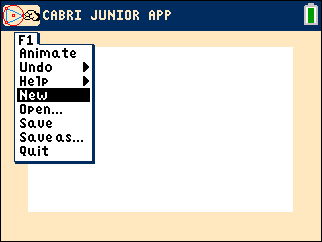 CABRI JUNIOR APP
F1
Animate
Undo
Help
New
Open...
Save
Save as...
Quit